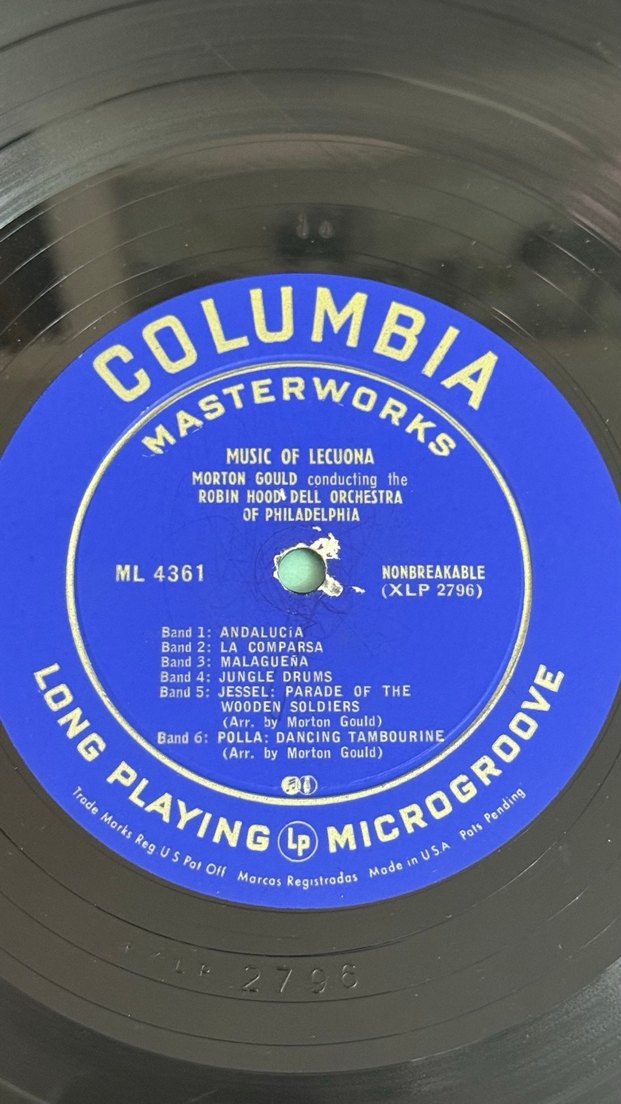 COLUMBIA
MASTERWORKS
MUSIC OF LECUONA
MORTON GOULD conducting the
ROBIN HOOD DELL ORCHESTRA
OF PHILADELPHIA
ML 4361
NONBREAKABLE
(XLP 2796)
Band 1: ANDALUCíA
Band 2: LA COMPARSA
Band 3: MALAGUEÑA
Band 4: JUNGLE DRUMS
Band 5: JESSEL: PARADE OF THE
WOODEN SOLDIERS
(Arr. by Morton Gould)
Band 6: POLLA: DANCING TAMBOURINE
(Arr. by Morton Gould)
LONG PLAYING Lp MICROGROOVE
Trade Marks Reg. U S Pat Off Marcas Registradas Made in U.S.A Pats Pending
XLP 2796